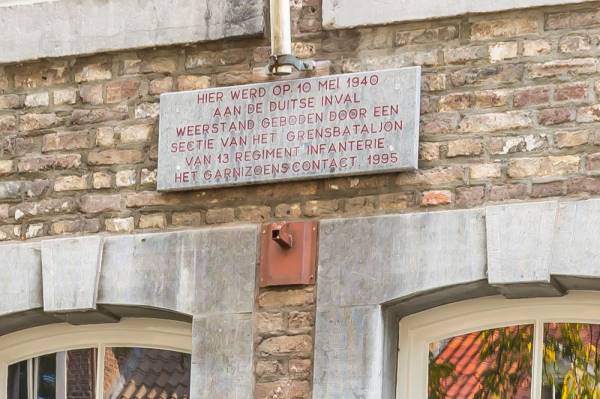 HIER WERD OP 10 MEI 1940
AAN DE DUITSE INVAL
WEERSTAND GEBODEN DOOR EEN
SECTIE VAN HET GRENSBATALJON
VAN 13 REGIMENT INFANTERIE
HET GARNIZOENSCONTACT, 1995